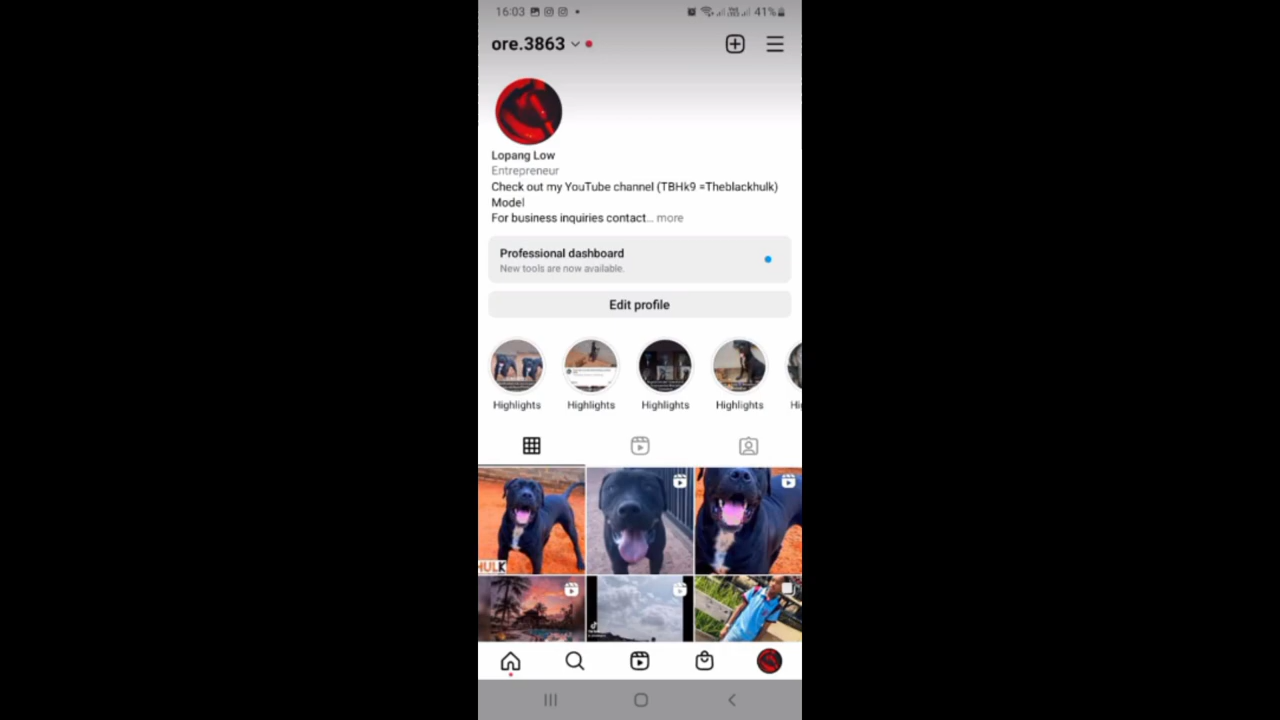 16:03
41%
ore.3863
Lopang Low
Entrepreneur
Check out my YouTube channel (TBHk9 =Theblackhulk)
Model
For business inquiries contact... more
Professional dashboard
New tools are now available.
Edit profile
Highlights Highlights Highlights Highlights Hi
HULK